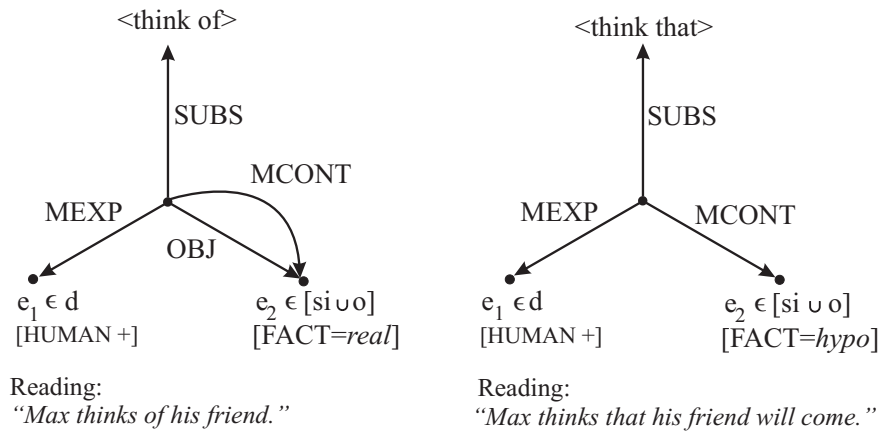 <think of>
SUBS
MCONT
MEXP
OBJ
e₁ ϵ d
[HUMAN +]
e₂ ϵ [si ∪ o]
[FACT=real]
Reading:
“Max thinks of his friend.”
<think that>
SUBS
MEXP
MCONT
e₁ ϵ d
[HUMAN +]
e₂ ϵ [si ∪ o]
[FACT=hypo]
Reading:
“Max thinks that his friend will come.”